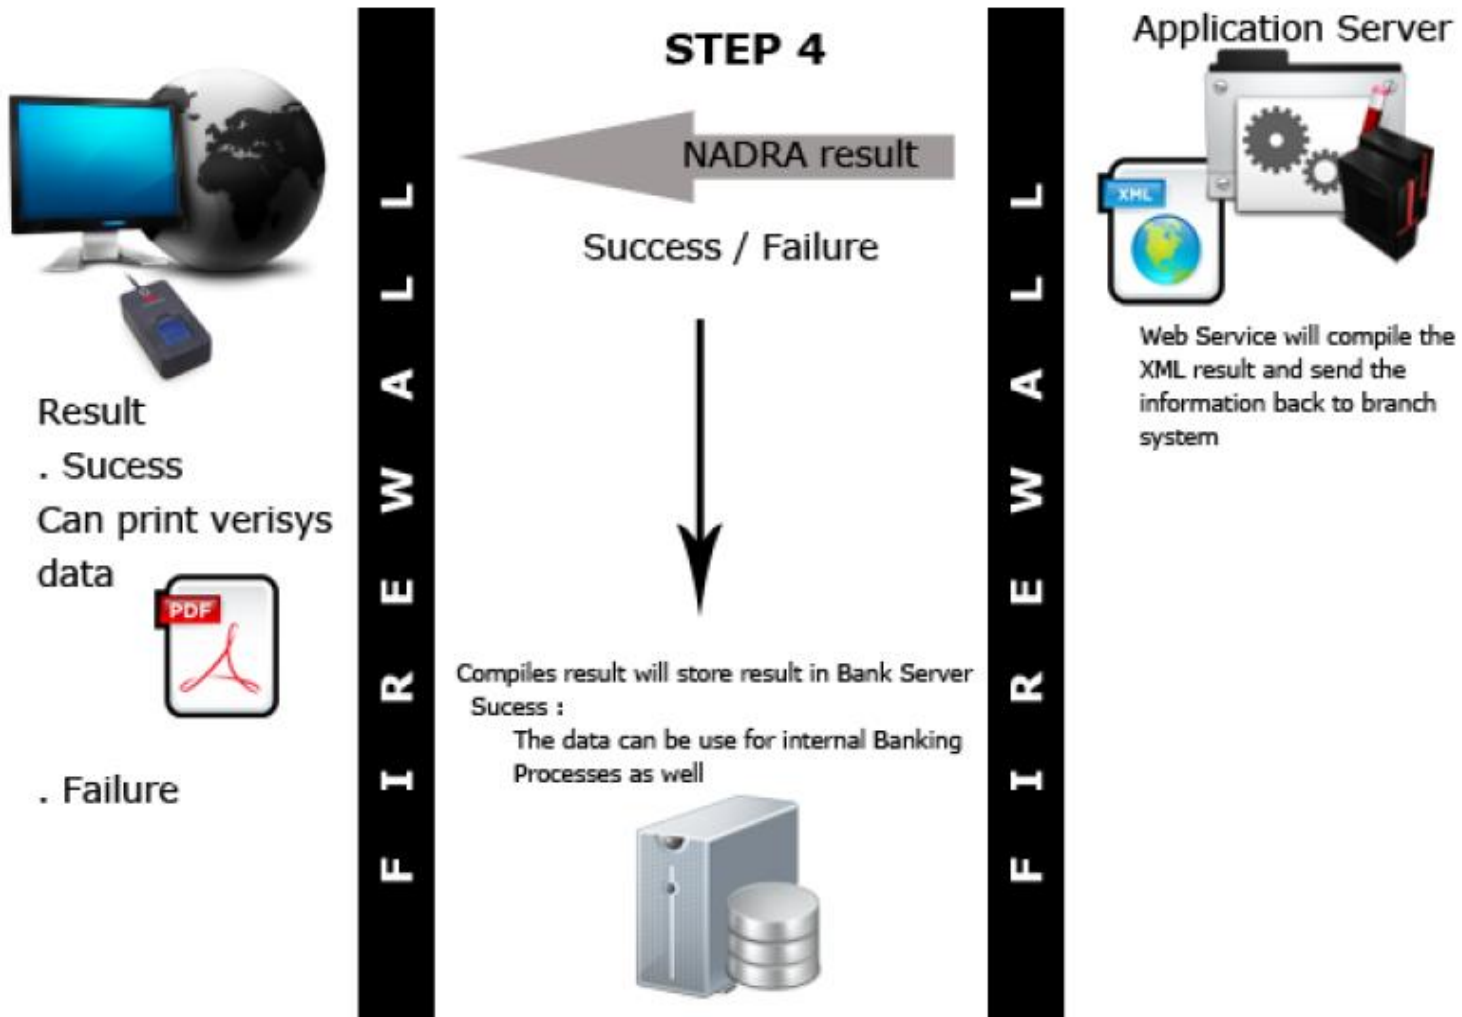 STEP 4
Application Server
NADRA result
Success / Failure
XML
Web Service will compile the
XML result and send the
information back to branch
system
FIREWALL
FIREWALL
Result
. Sucess
Can print verisys
data
PDF
. Failure
Compiles result will store result in Bank Server
Sucess :
The data can be use for internal Banking
Processes as well